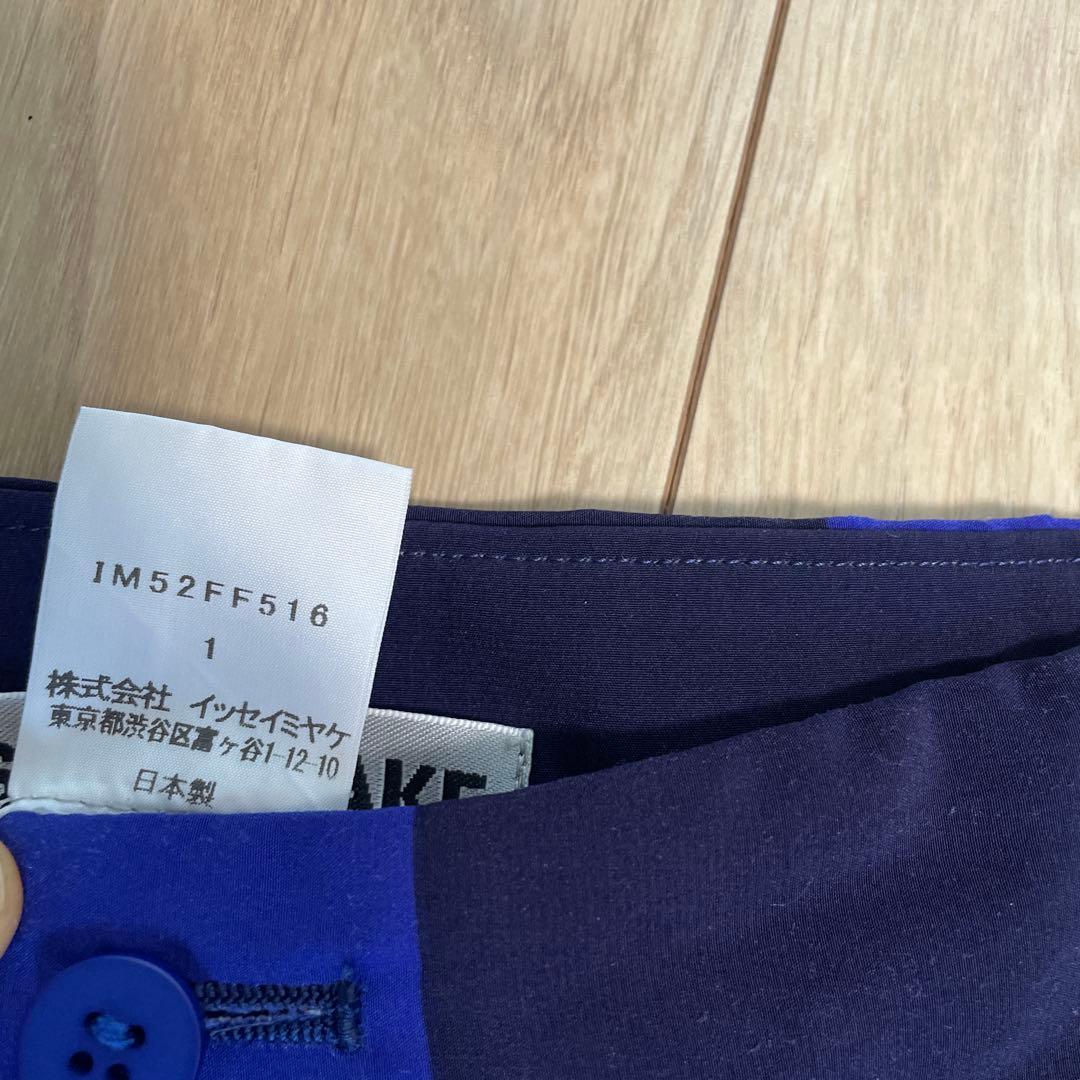 IM52FF516
1
株式会社 イッセイミヤケ
東京都渋谷区富ヶ谷1-12-10
日本製
AKE